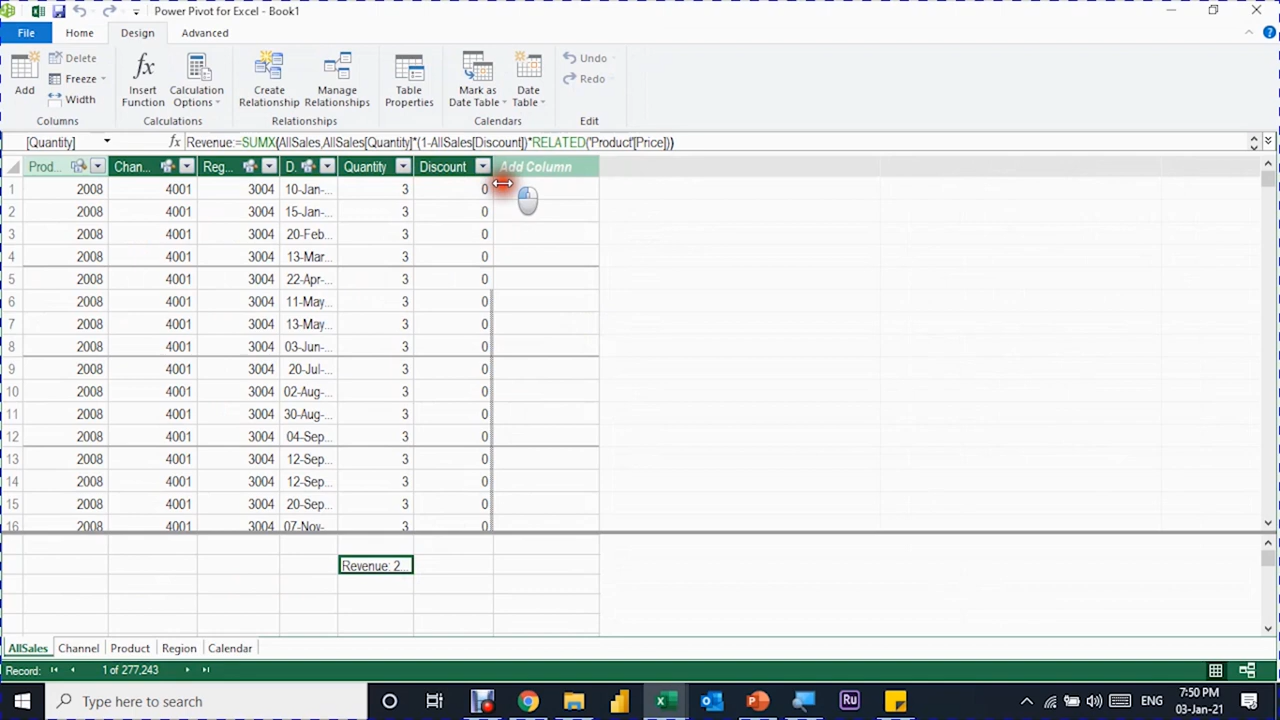 Power Pivot for Excel - Book1
File Home Design Advanced
Add
Delete
Freeze
Width
Columns
Insert Function
Calculation Options
Calculations
Create Relationship
Manage Relationships
Relationships
Table Properties
Mark as Date Table
Date Table
Calendars
Undo
Redo
Edit
[Quantity] fx Revenue:=SUMX(AllSales,AllSales[Quantity]*(1-AllSales[Discount])*RELATED('Product'[Price]))
Prod... Chan... Reg... D. Quantity Discount Add Column
1 2008 4001 3004 10-Jan-... 3 0
2 2008 4001 3004 15-Jan-... 3 0
3 2008 4001 3004 20-Feb... 3 0
4 2008 4001 3004 13-Mar... 3 0
5 2008 4001 3004 22-Apr-... 3 0
6 2008 4001 3004 11-May... 3 0
7 2008 4001 3004 13-May... 3 0
8 2008 4001 3004 03-Jun-... 3 0
9 2008 4001 3004 20-Jul-... 3 0
10 2008 4001 3004 02-Aug-... 3 0
11 2008 4001 3004 30-Aug-... 3 0
12 2008 4001 3004 04-Sep... 3 0
13 2008 4001 3004 12-Sep... 3 0
14 2008 4001 3004 12-Sep... 3 0
15 2008 4001 3004 20-Sep... 3 0
16 2008 4001 3004 07-Nov- 3 0
Revenue: 2...
AllSales Channel Product Region Calendar
Record: 1 of 277,243
Type here to search
Ru
ENG
7:50 PM
03-Jan-21